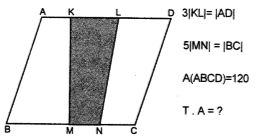 A K L D
3|KL|= |AD|
5|MN| = |BC|
A(ABCD)=120
T . A = ?
B M N C